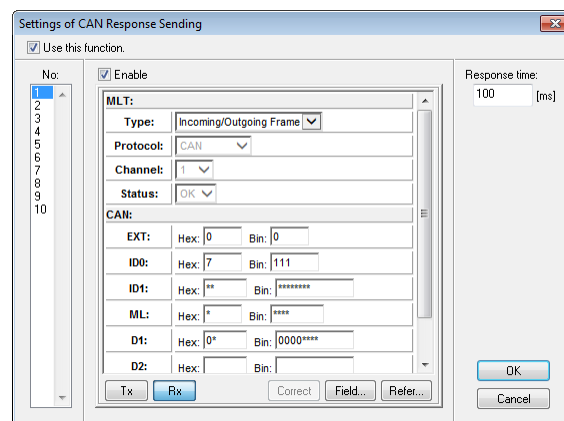 Settings of CAN Response Sending
Use this function.
No:
1
2
3
4
5
6
7
8
9
10
Enable
MLT:
Type: Incoming/Outgoing Frame
Protocol: CAN
Channel: 1
Status: OK
CAN:
EXT: Hex: 0 Bin: 0
ID0: Hex: 7 Bin: 111
ID1: Hex: ** Bin: ********
ML: Hex: * Bin: ****
D1: Hex: 0* Bin: 0000****
D2: Hex: Bin:
Tx Rx Correct Field... Refer...
Response time:
100 [ms]
OK
Cancel